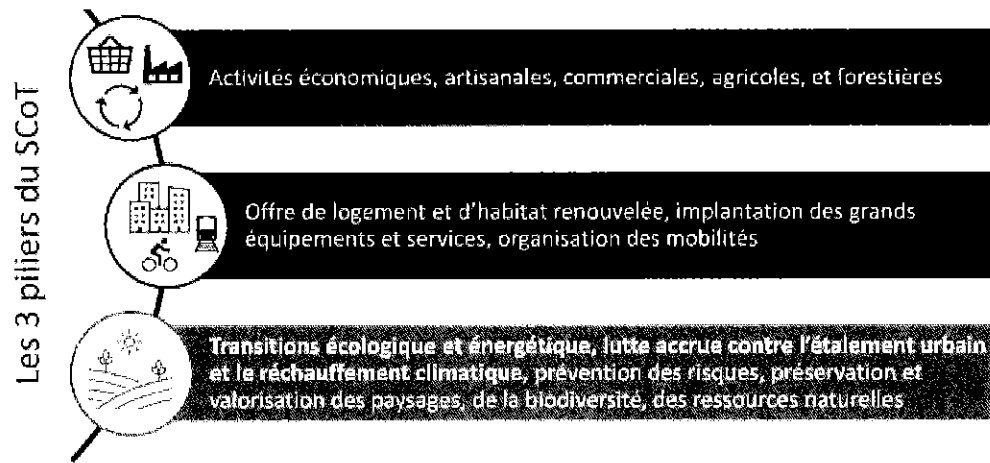 Les 3 piliers du SCoT
Activités économiques, artisanales, commerciales, agricoles, et forestières
Offre de logement et d'habitat renouvelée, implantation des grands
équipements et services, organisation des mobilités
Transitions écologique et énergétique, lutte accrue contre l'étalement urbain
et le réchauffement climatique, prévention des risques, préservation et
valorisation des paysages, de la biodiversité, des ressources naturelles